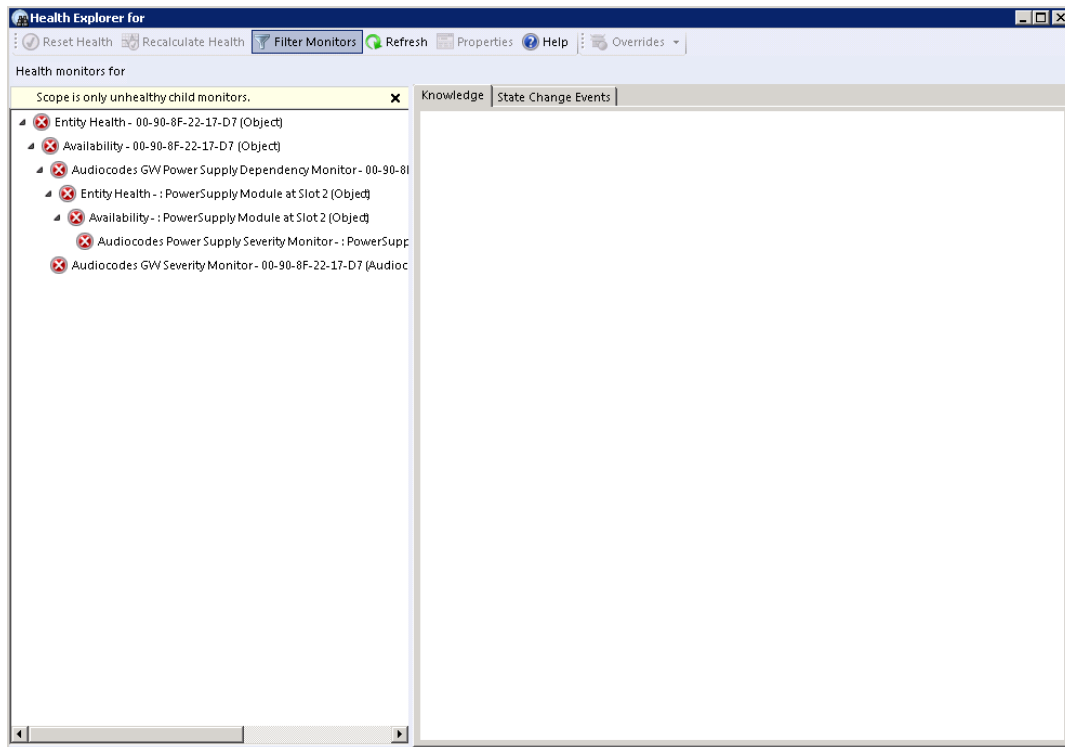 Health Explorer for
Reset Health Recalculate Health Filter Monitors Refresh Properties Help Overrides
Health monitors for
Scope is only unhealthy child monitors.
Knowledge State Change Events
Entity Health - 00-90-8F-22-17-D7 (Object)
Availability - 00-90-8F-22-17-D7 (Object)
Audiocodes GW Power Supply Dependency Monitor - 00-90-8
Entity Health - : PowerSupply Module at Slot 2 (Object)
Availability - : PowerSupply Module at Slot 2 (Object)
Audiocodes Power Supply Severity Monitor - : PowerSupp
Audiocodes GW Severity Monitor - 00-90-8F-22-17-D7 (Audioc